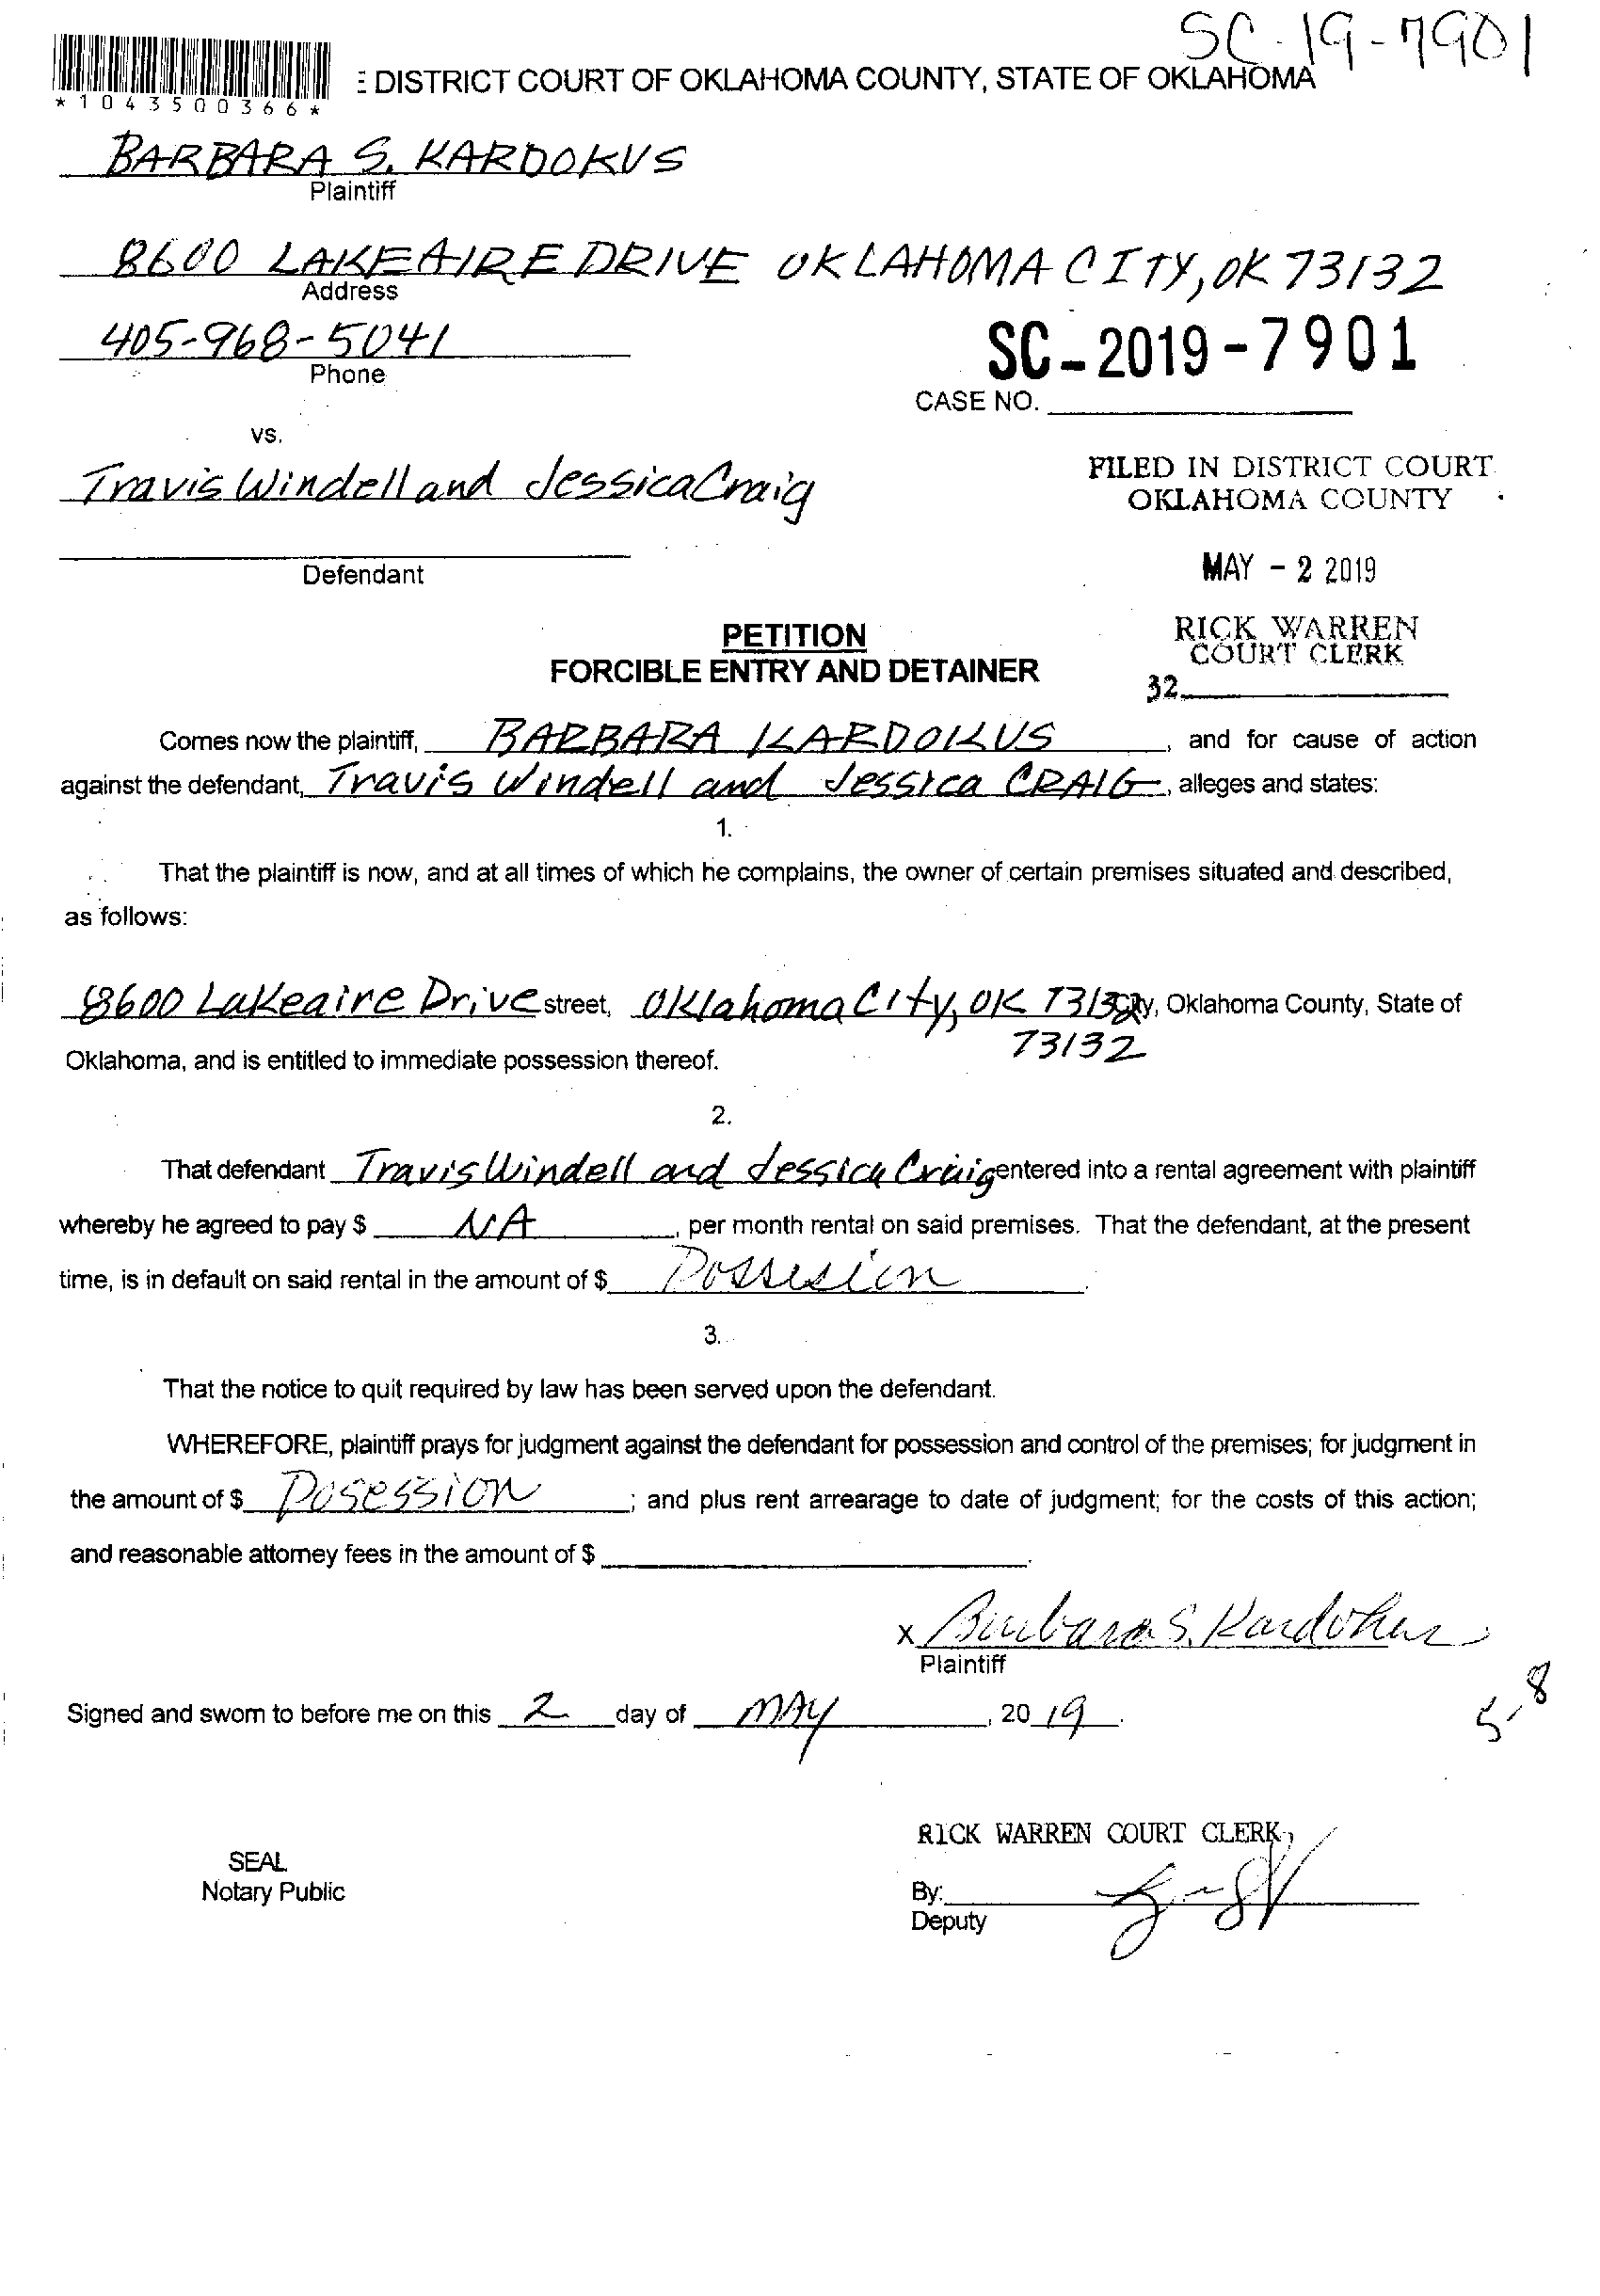 SC-19-7901
*1043500366*
E DISTRICT COURT OF OKLAHOMA COUNTY, STATE OF OKLAHOMA
BARBARA S. KARDOKUS
Plaintiff
8600 LAKEAIRE DRIVE OKLAHOMA CITY, OK 73132
Address
405-968-5041
Phone
SC-2019-7901
CASE NO.
vs.
Travis Windell and Jessica Craig
FILED IN DISTRICT COURT
OKLAHOMA COUNTY
Defendant
MAY - 2 2019
PETITION
FORCIBLE ENTRY AND DETAINER
RICK WARREN
COURT CLERK
32
Comes now the plaintiff, BARBARA KARDOKUS, and for cause of action
against the defendant, Travis Windell and Jessica CRAIG, alleges and states:
1.
That the plaintiff is now, and at all times of which he complains, the owner of certain premises situated and described,
as follows:
8600 Lakeaire Drive street, Oklahoma City, OK 73132 City, Oklahoma County, State of
73132
Oklahoma, and is entitled to immediate possession thereof.
2.
That defendant Travis Windell and Jessica Craig entered into a rental agreement with plaintiff
whereby he agreed to pay $ NA, per month rental on said premises. That the defendant, at the present
time, is in default on said rental in the amount of $ Possesion.
3.
That the notice to quit required by law has been served upon the defendant.
WHEREFORE, plaintiff prays for judgment against the defendant for possession and control of the premises; for judgment in
the amount of $ Posession; and plus rent arrearage to date of judgment; for the costs of this action;
and reasonable attorney fees in the amount of $.
x Barbara S. Kardokus
Plaintiff
5-8
Signed and sworn to before me on this 2 day of MAY, 20 19.
RICK WARREN COURT CLERK
SEAL
Notary Public
By:
Deputy